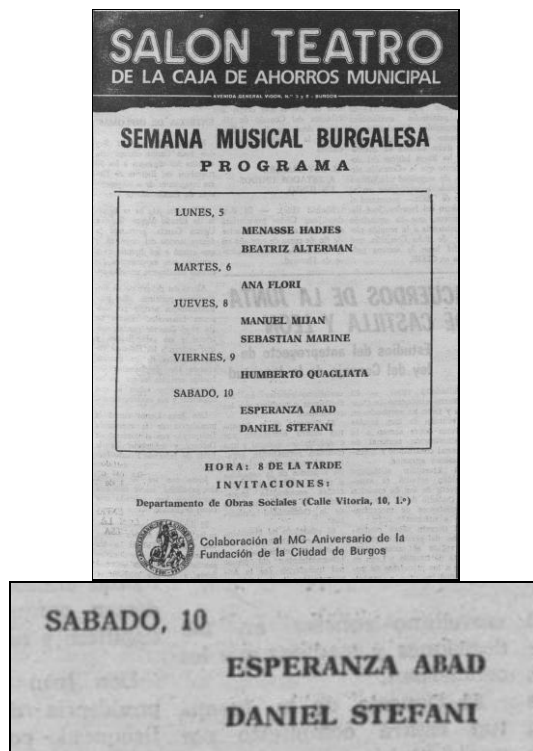 SALON TEATRO
DE LA CAJA DE AHORROS MUNICIPAL
SEMANA MUSICAL BURGALESA
PROGRAMA
LUNES, 5
MENASSE HADJES
BEATRIZ ALTERMAN
MARTES, 6
ANA FLORI
JUEVES, 8
MANUEL MIJAN
SEBASTIAN MARINE
VIERNES, 9
HUMBERTO QUAGLIATA
SABADO, 10
ESPERANZA ABAD
DANIEL STEFANI
HORA: 8 DE LA TARDE
INVITACIONES:
Departamento de Obras Sociales (Calle Vitoria, 10, 1.º)
Colaboración al MC Aniversario de la
Fundación de la Ciudad de Burgos
SABADO, 10
ESPERANZA ABAD
DANIEL STEFANI